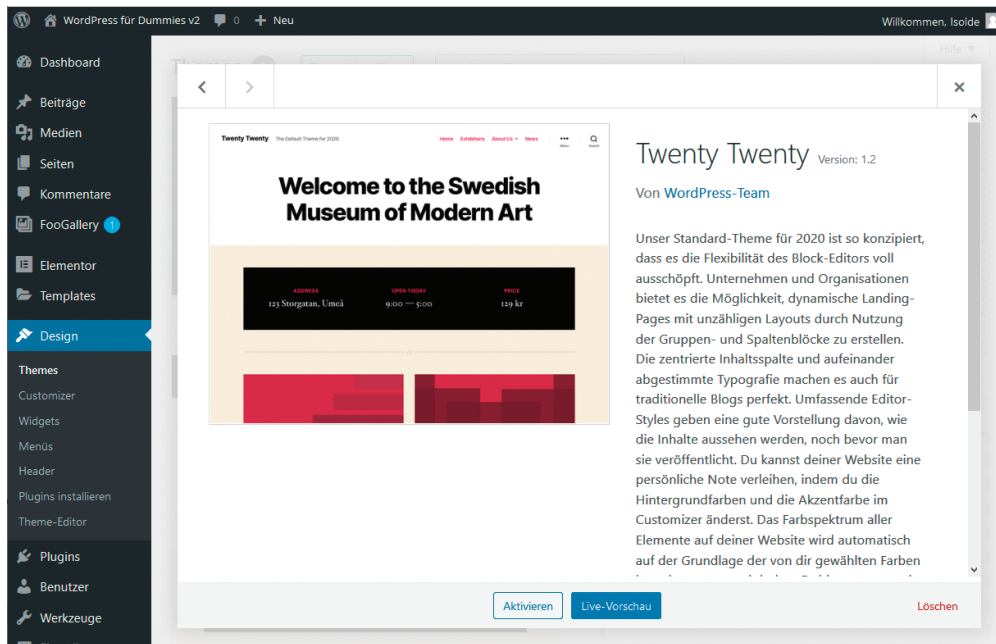 WordPress für Dummies v2 0 + Neu Willkommen, Isolde
Hilfe ▼
Dashboard
Beiträge
Medien
Seiten
Kommentare
FooGallery 1
Elementor
Templates
Design
Themes
Customizer
Widgets
Menüs
Header
Plugins installieren
Theme-Editor
Plugins
Benutzer
Werkzeuge
Twenty Twenty The Default Theme for 2020 Home Exhibitions About Us News Menu Search
Welcome to the Swedish
Museum of Modern Art
ADDRESS OPEN TODAY PRICE
123 Storgatan, Umeå 9:00 — 5:00 129 kr
Twenty Twenty Version: 1.2
Von WordPress-Team
Unser Standard-Theme für 2020 ist so konzipiert,
dass es die Flexibilität des Block-Editors voll
ausschöpft. Unternehmen und Organisationen
bietet es die Möglichkeit, dynamische Landing-
Pages mit unzähligen Layouts durch Nutzung
der Gruppen- und Spaltenblöcke zu erstellen.
Die zentrierte Inhaltsspalte und aufeinander
abgestimmte Typografie machen es auch für
traditionelle Blogs perfekt. Umfassende Editor-
Styles geben eine gute Vorstellung davon, wie
die Inhalte aussehen werden, noch bevor man
sie veröffentlicht. Du kannst deiner Website eine
persönliche Note verleihen, indem du die
Hintergrundfarben und die Akzentfarbe im
Customizer änderst. Das Farbspektrum aller
Elemente auf deiner Website wird automatisch
auf der Grundlage der von dir gewählten Farben
Aktivieren Live-Vorschau Löschen